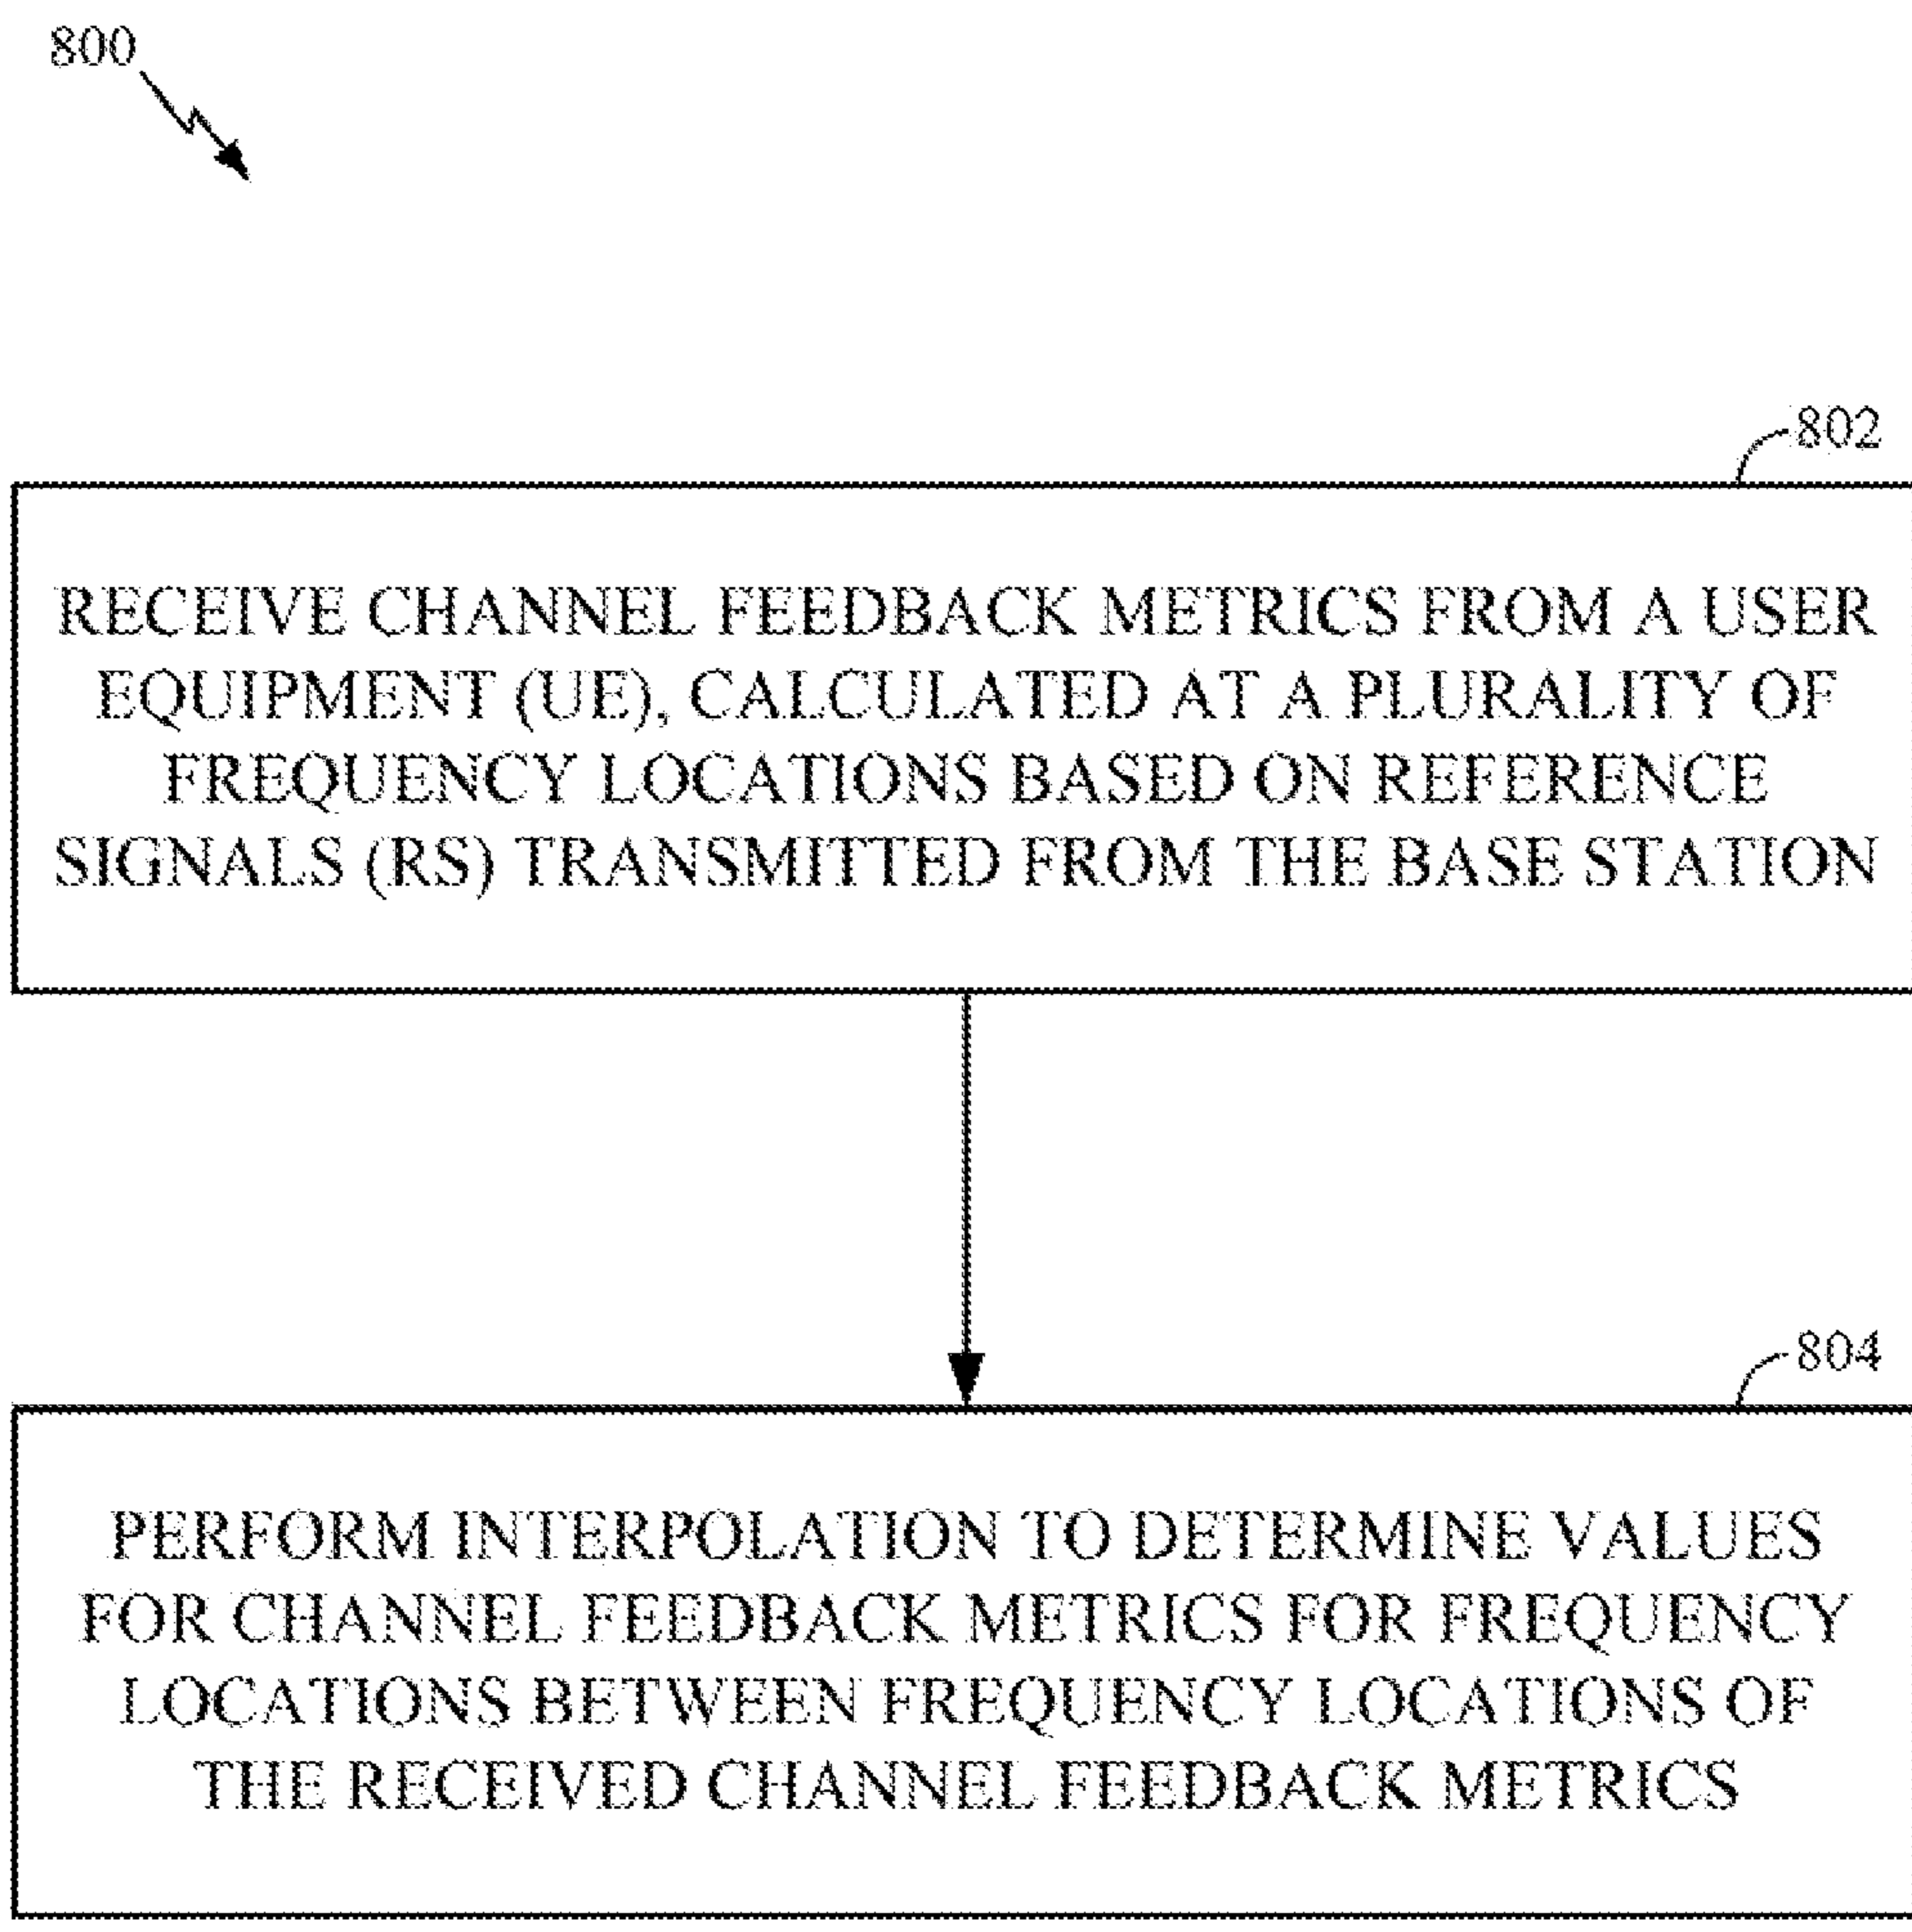 800
802
RECEIVE CHANNEL FEEDBACK METRICS FROM A USER
EQUIPMENT (UE), CALCULATED AT A PLURALITY OF
FREQUENCY LOCATIONS BASED ON REFERENCE
SIGNALS (RS) TRANSMITTED FROM THE BASE STATION
804
PERFORM INTERPOLATION TO DETERMINE VALUES
FOR CHANNEL FEEDBACK METRICS FOR FREQUENCY
LOCATIONS BETWEEN FREQUENCY LOCATIONS OF
THE RECEIVED CHANNEL FEEDBACK METRICS